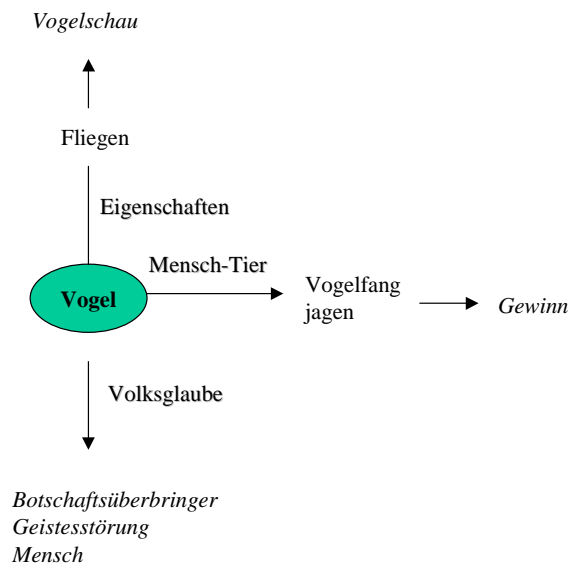 Vogelschau
Fliegen
Eigenschaften
Mensch-Tier
Vogel
Vogelfang
jagen
Gewinn
Volksglaube
Botschaftsüberbringer
Geistesstörung
Mensch